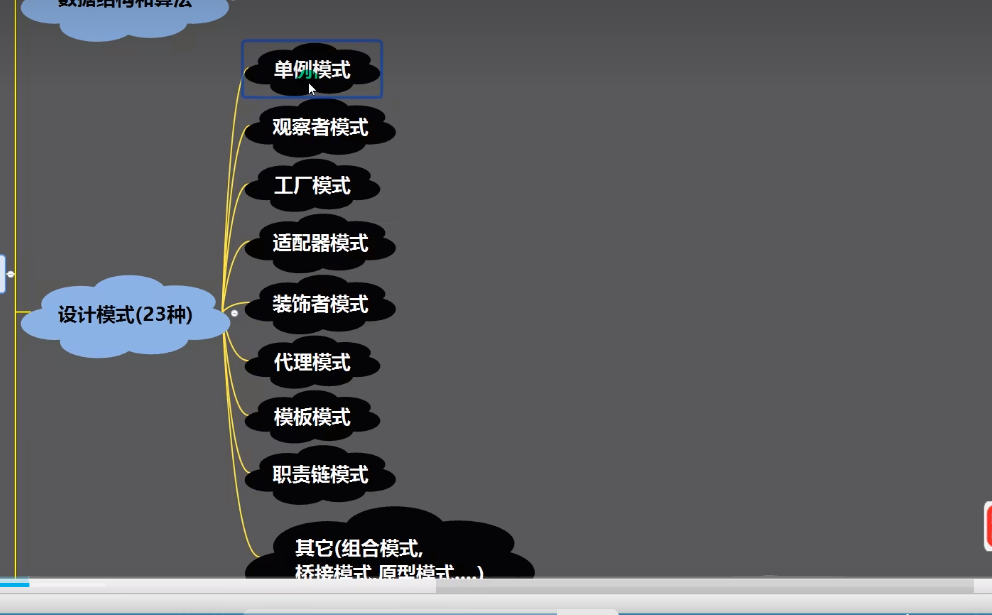 数据结构和算法
单例模式
观察者模式
工厂模式
适配器模式
装饰者模式
设计模式(23种)
代理模式
模板模式
职责链模式
其它(组合模式,
桥接模式,原型模式....)